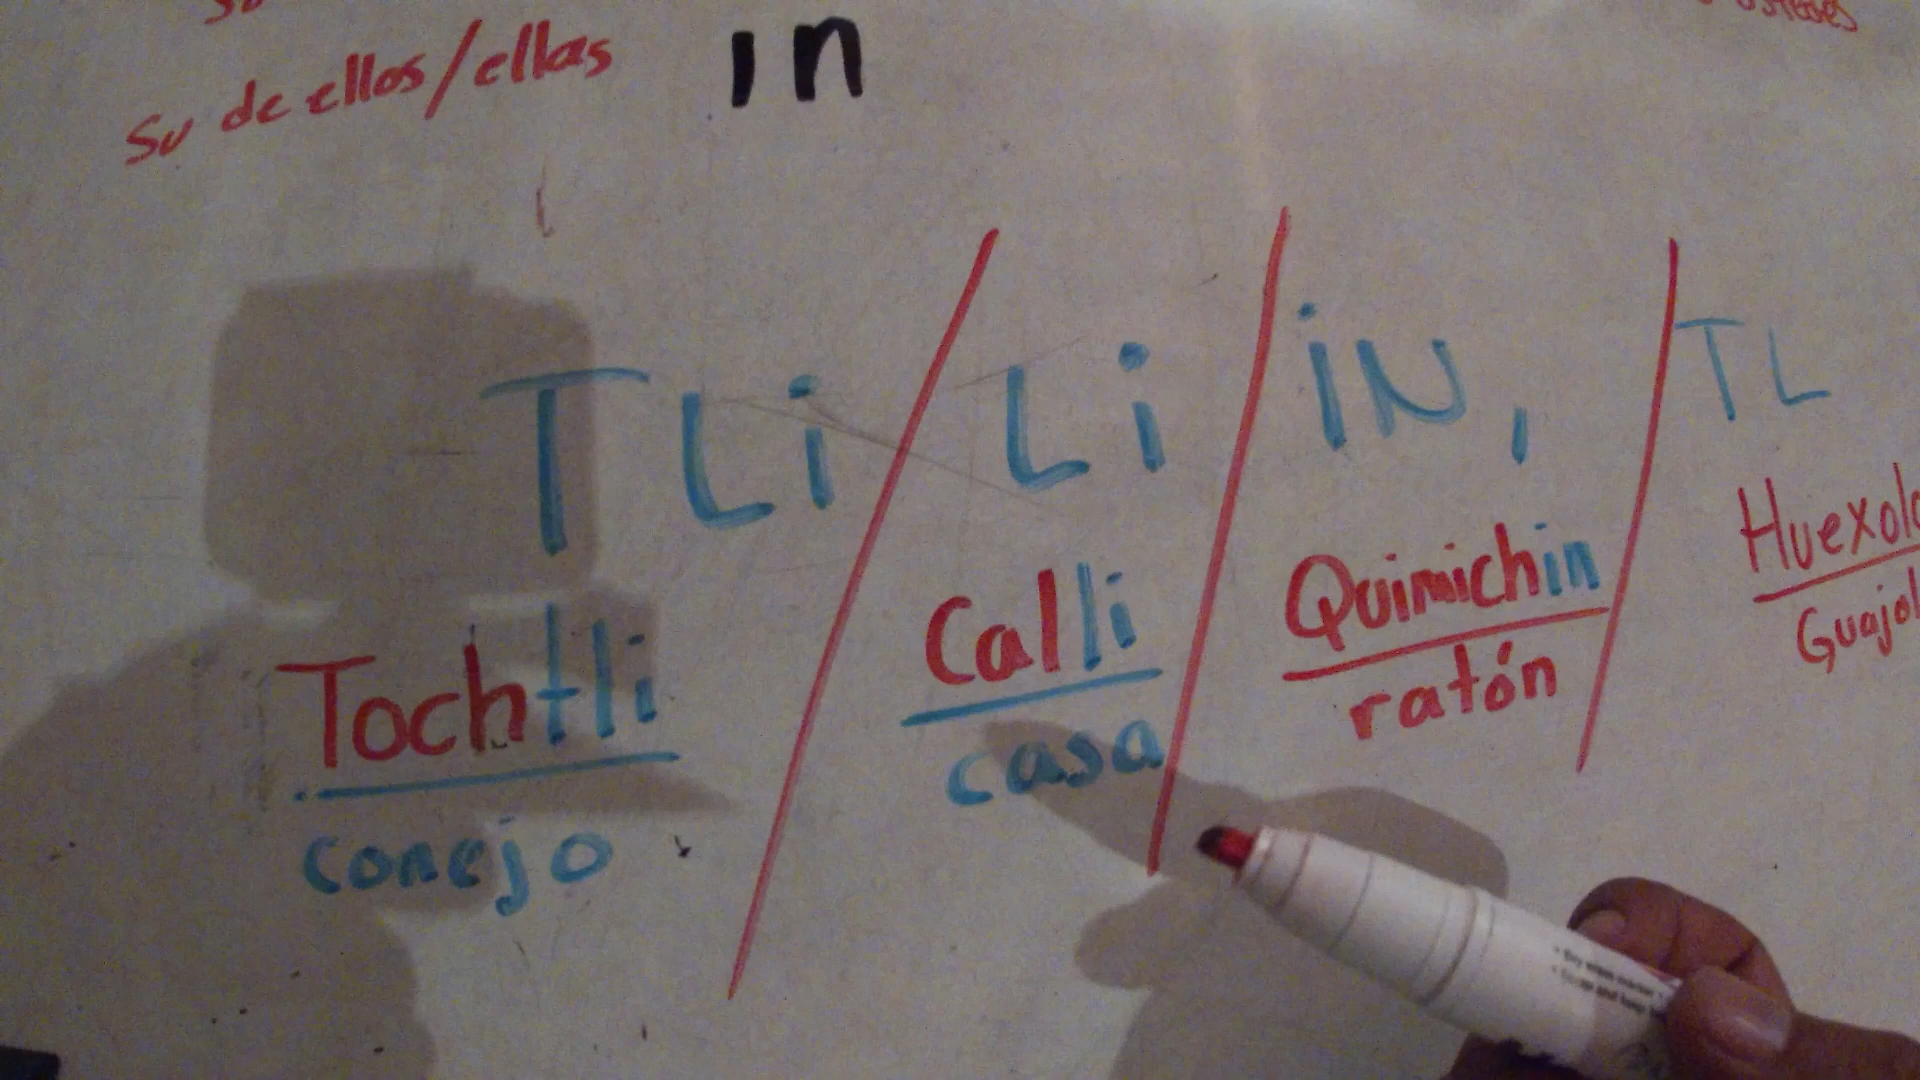 Su de ellos/ellas in
TLi / Li / iN, / TL
Tochtli Calli Quimichin
conejo casa ratón